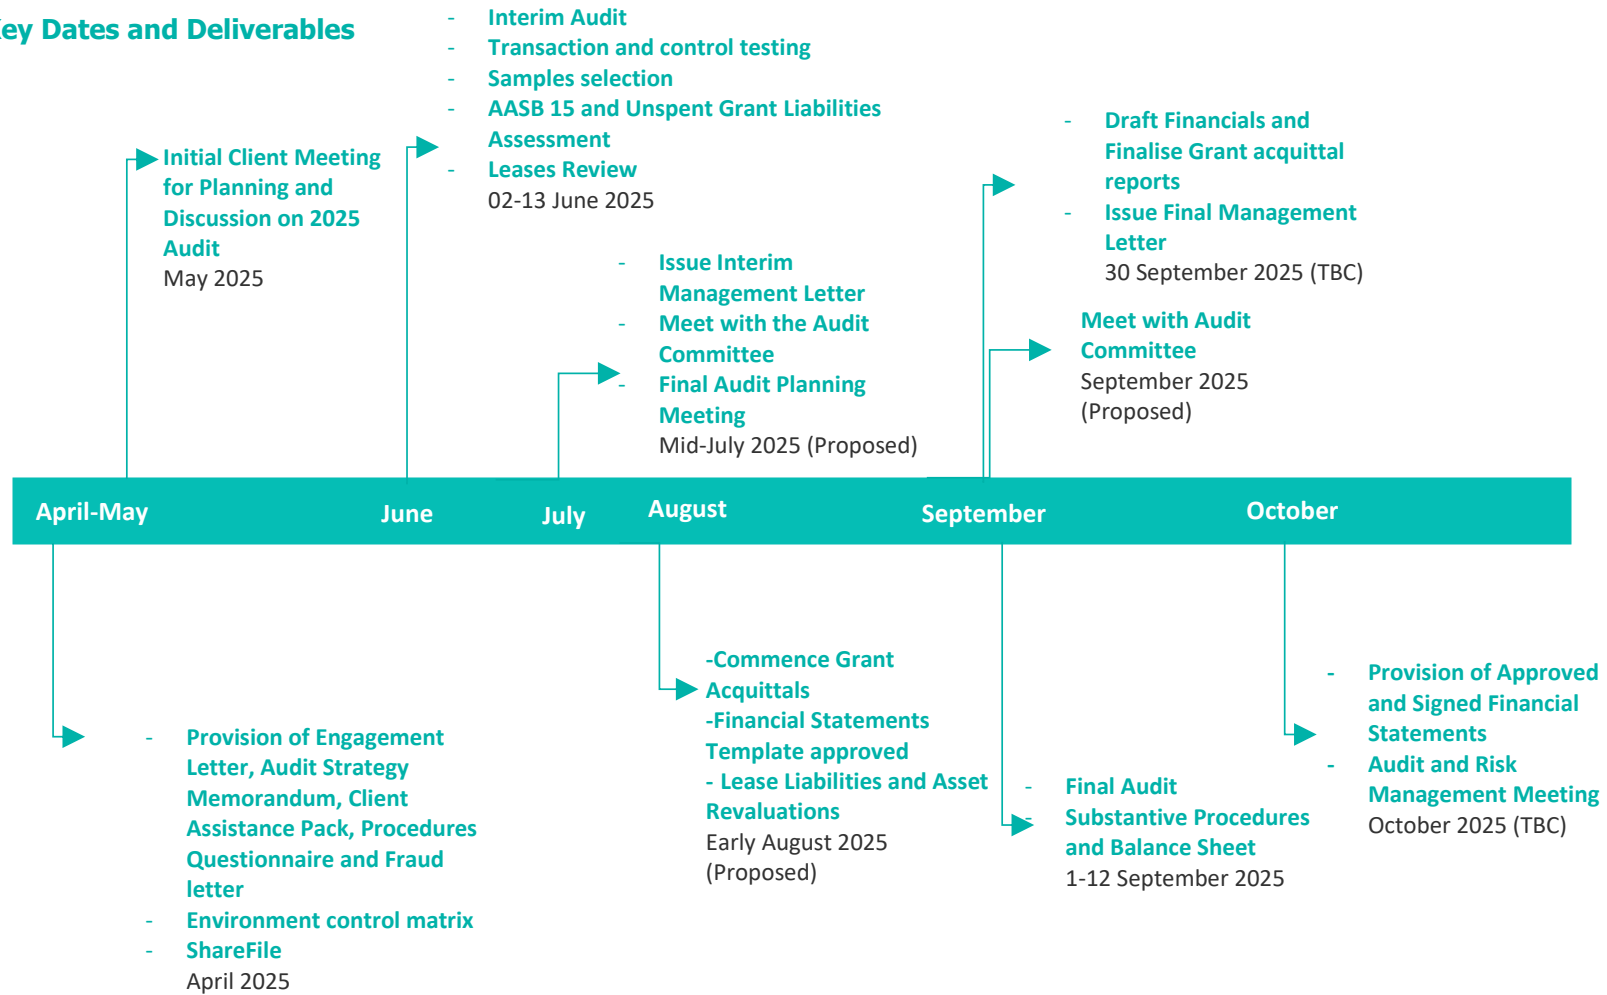 ey Dates and Deliverables
- Interim Audit
- Transaction and control testing
- Samples selection
- AASB 15 and Unspent Grant Liabilities
Assessment
- Leases Review
02-13 June 2025
Initial Client Meeting
for Planning and
Discussion on 2025
Audit
May 2025
- Issue Interim
Management Letter
- Meet with the Audit
Committee
- Final Audit Planning
Meeting
Mid-July 2025 (Proposed)
- Draft Financials and
Finalise Grant acquittal
reports
- Issue Final Management
Letter
30 September 2025 (TBC)
Meet with Audit
Committee
September 2025
(Proposed)
April-May
June
July
August
September
October
- Provision of Engagement
Letter, Audit Strategy
Memorandum, Client
Assistance Pack, Procedures
Questionnaire and Fraud
letter
- Environment control matrix
- ShareFile
April 2025
-Commence Grant
Acquittals
-Financial Statements
Template approved
- Lease Liabilities and Asset
Revaluations
Early August 2025
(Proposed)
- Final Audit
- Substantive Procedures
and Balance Sheet
1-12 September 2025
- Provision of Approved
and Signed Financial
Statements
- Audit and Risk
Management Meeting
October 2025 (TBC)